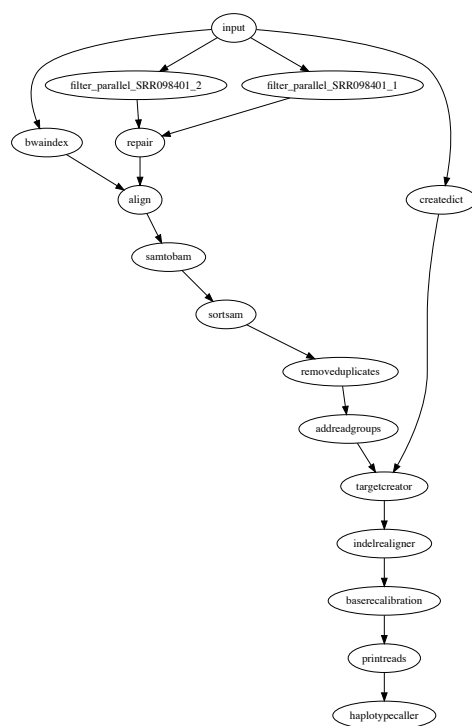 input
filter_parallel_SRR098401_2
filter_parallel_SRR098401_1
bwaindex
repair
align
createdict
samtobam
sortsam
removeduplicates
addreadgroups
targetcreator
indelrealigner
baserecalibration
printreads
haplotypecaller